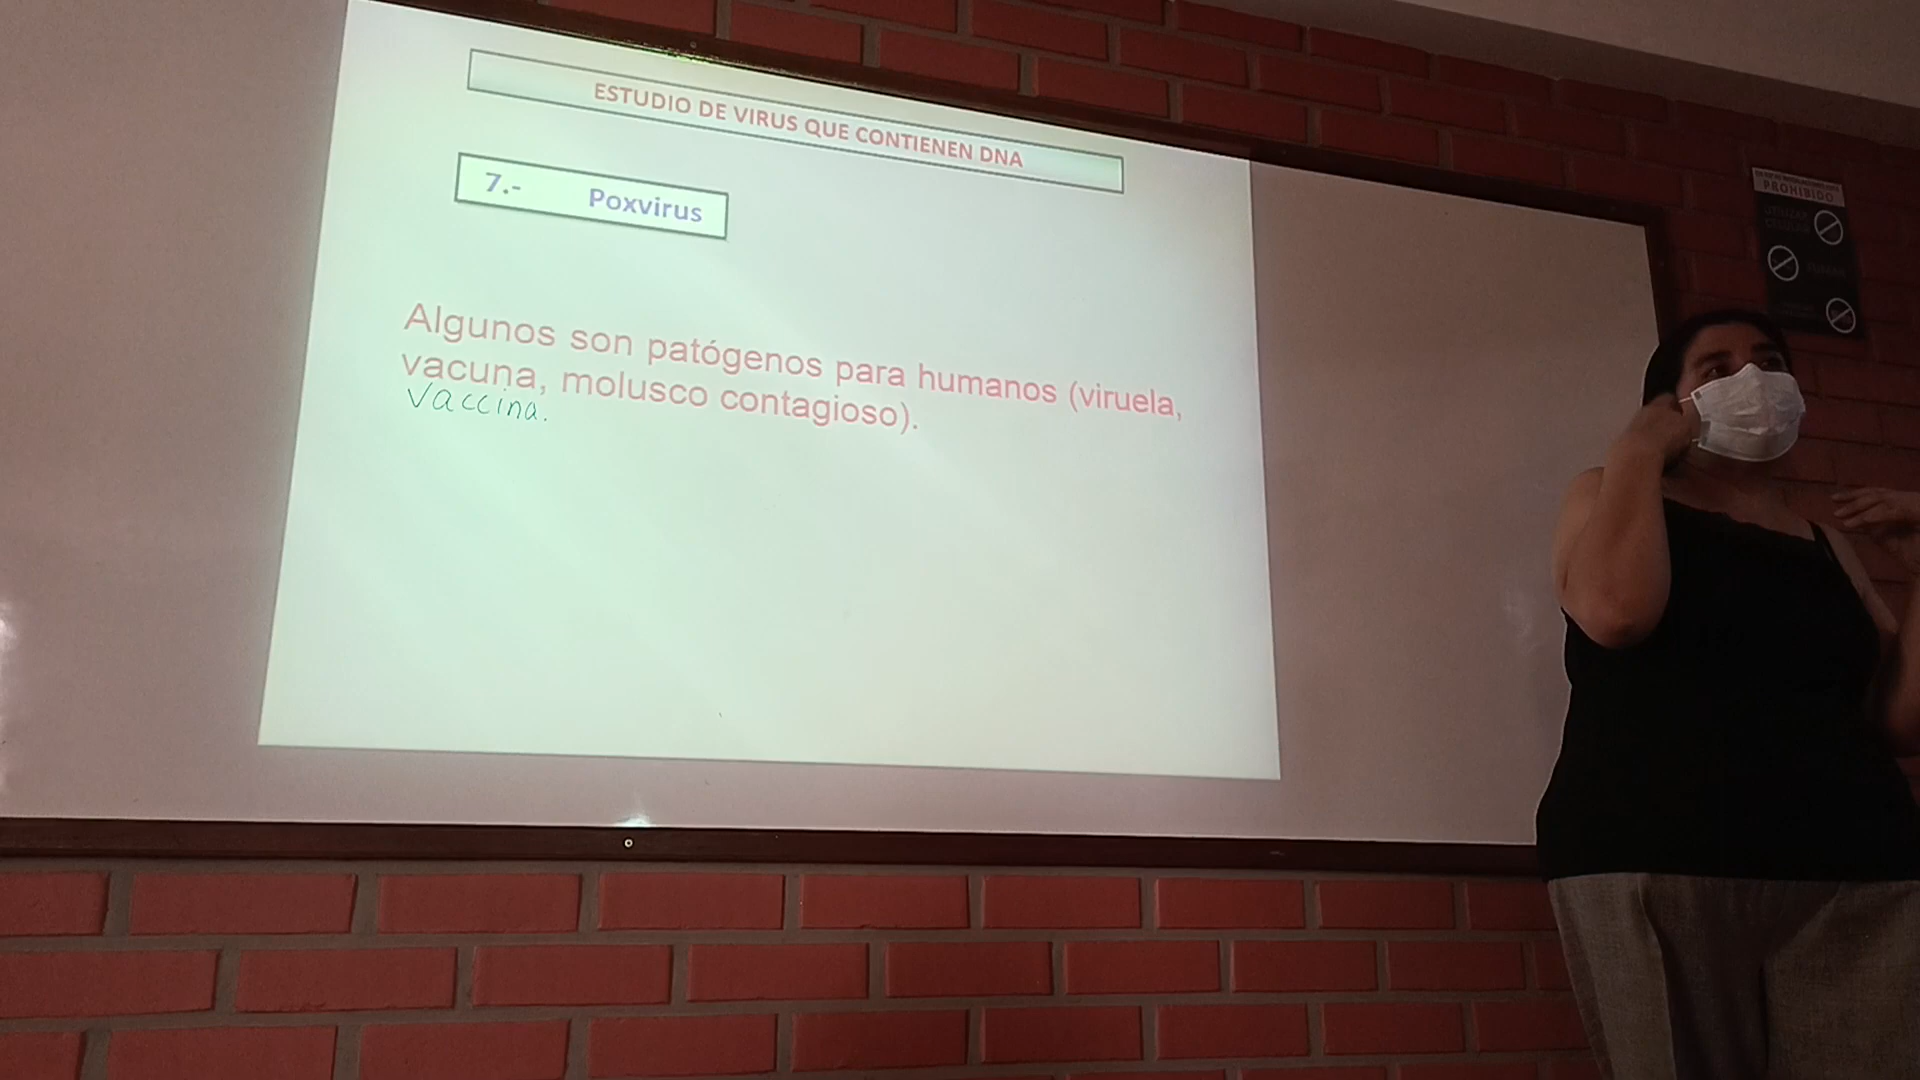 ESTUDIO DE VIRUS QUE CONTIENEN DNA
7.- Poxvirus
Algunos son patógenos para humanos (viruela,
vacuna, molusco contagioso).
Vaccina.
PROHIBIDO